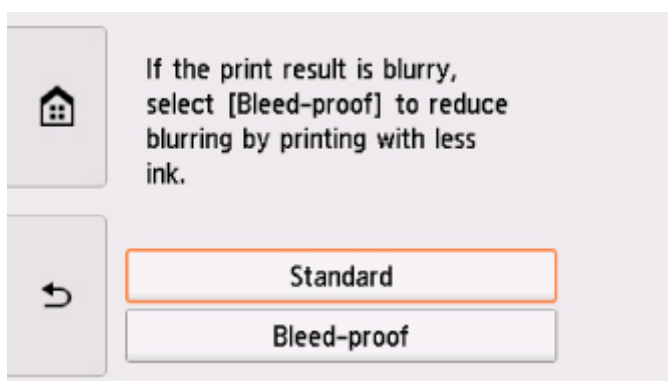 If the print result is blurry,
select [Bleed-proof] to reduce
blurring by printing with less
ink.
Standard
Bleed-proof